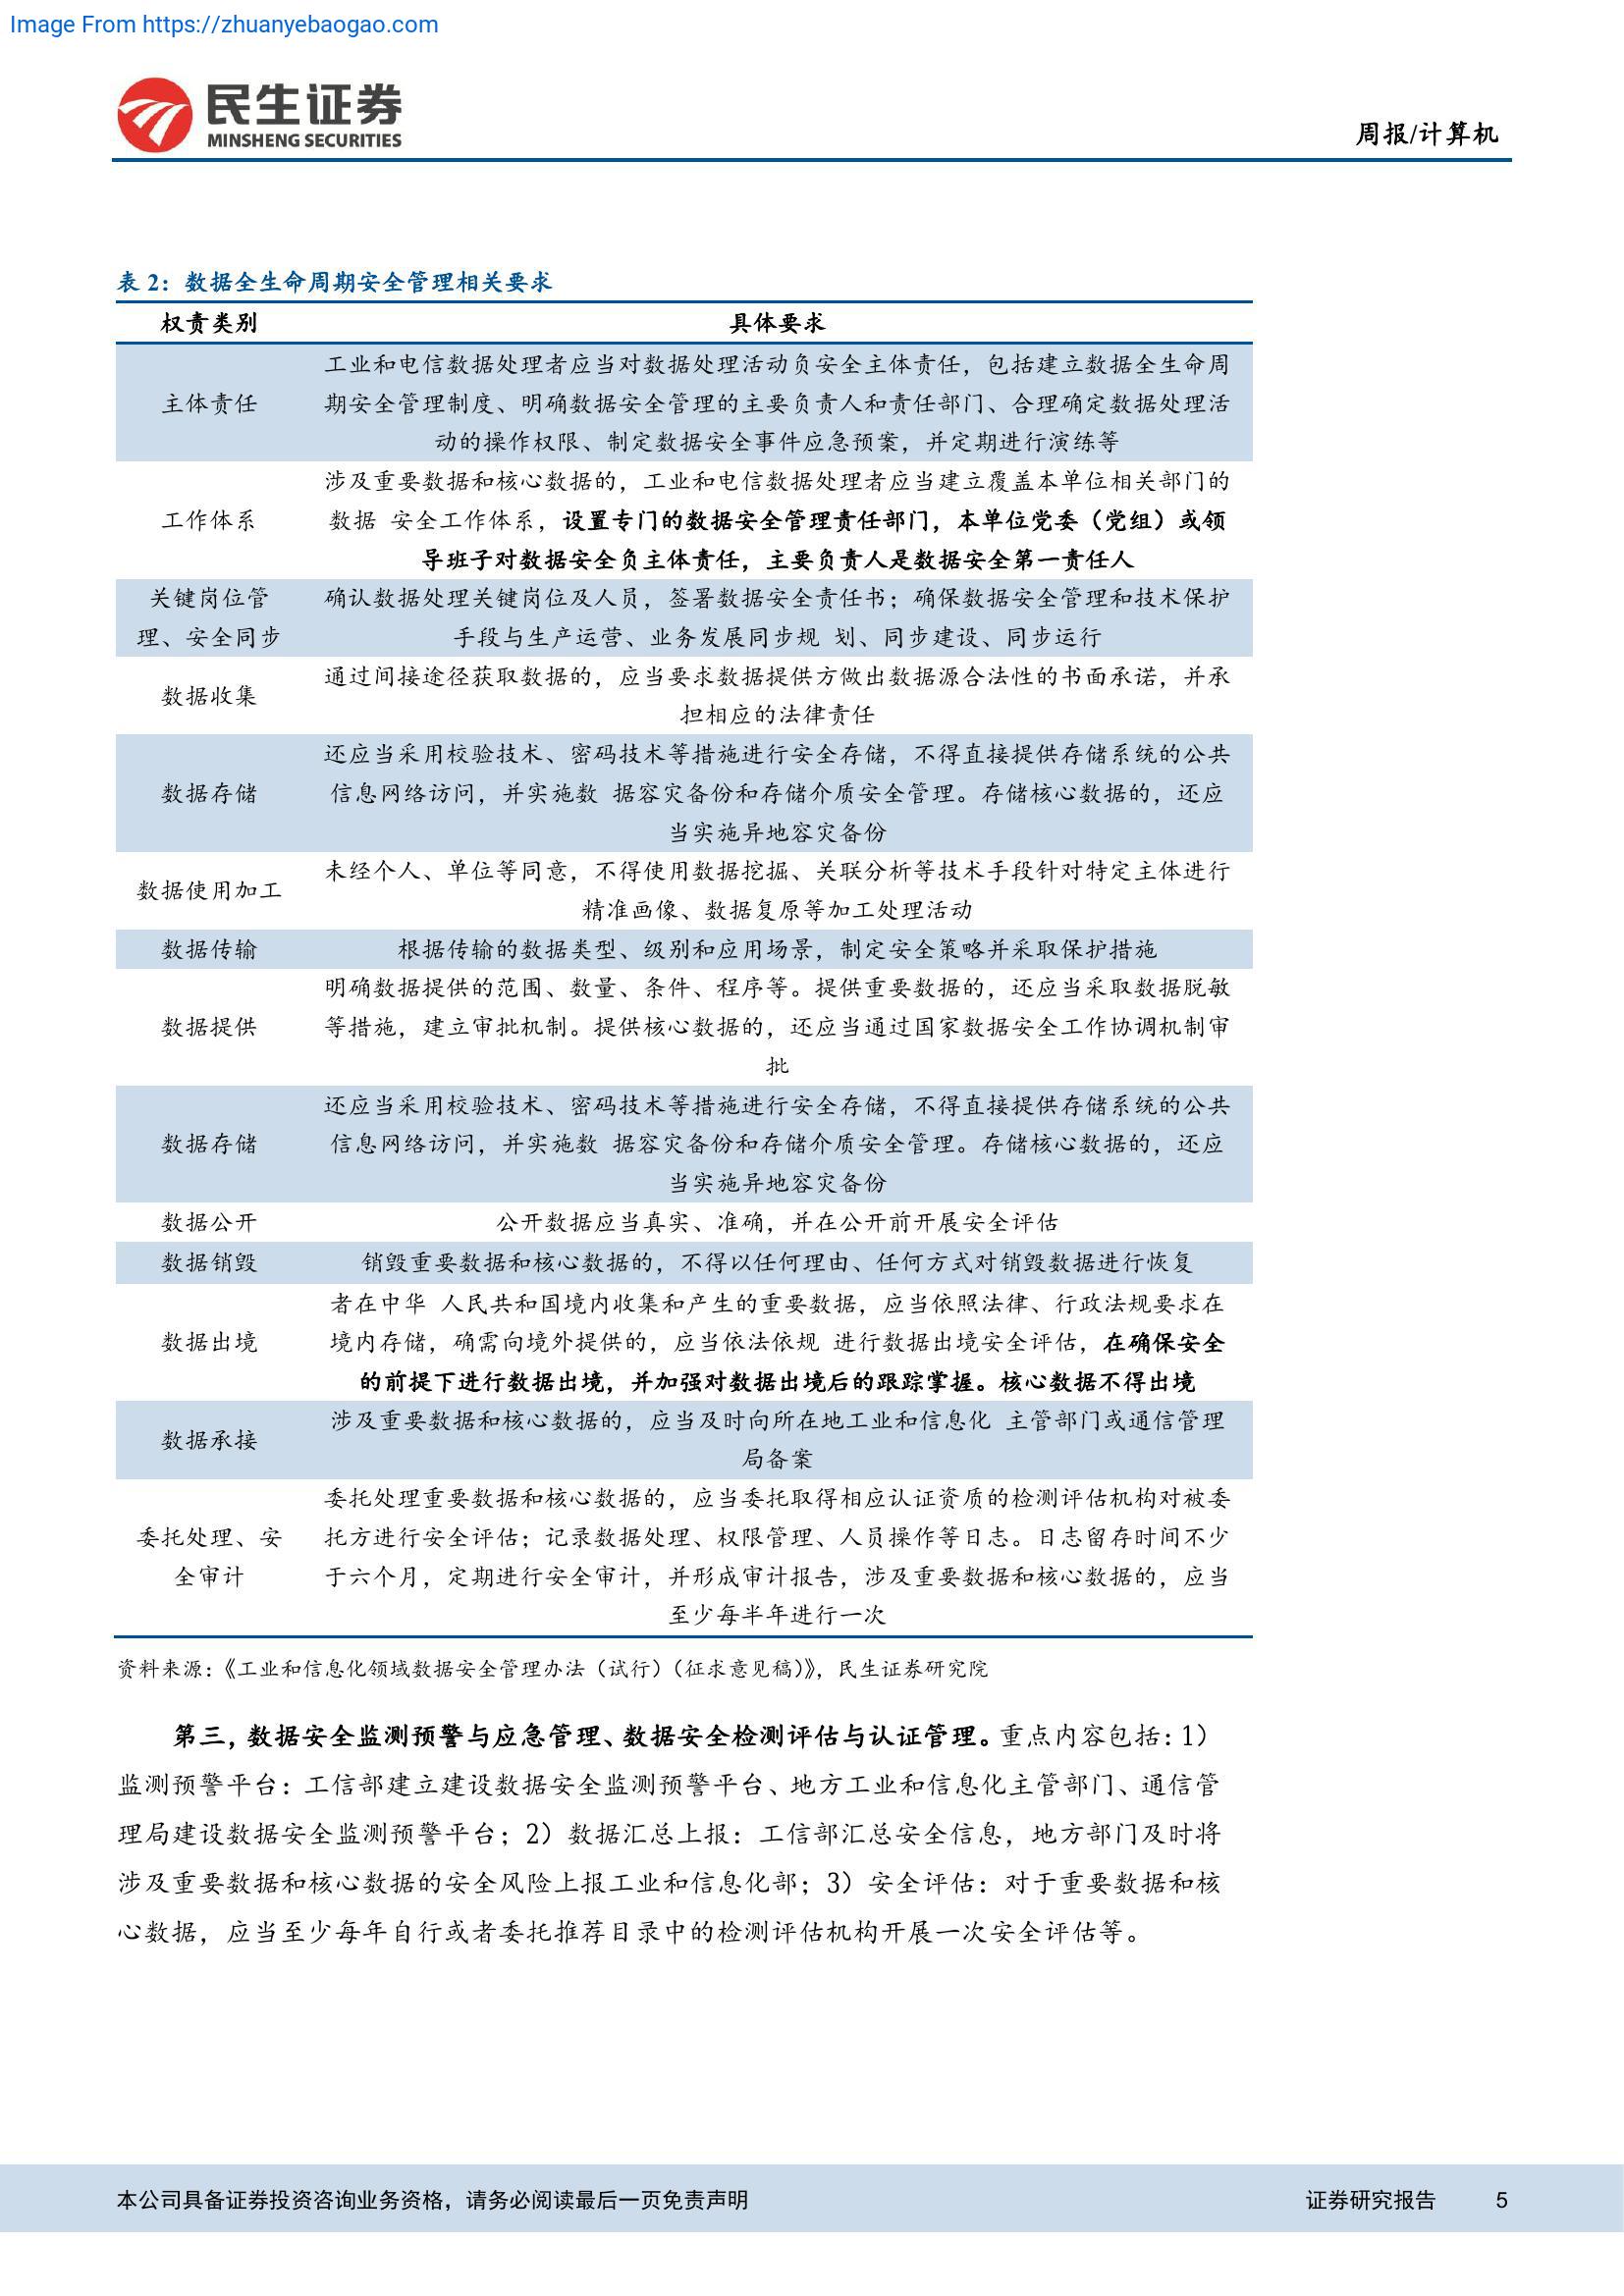 Image From https://zhuanyebaogao.com
民生证券
MINSHENG SECURITIES
周报/计算机
表 2：数据全生命周期安全管理相关要求
权责类别 具体要求
工业和电信数据处理者应当对数据处理活动负安全主体责任，包括建立数据全生命周
主体责任 期安全管理制度、明确数据安全管理的主要负责人和责任部门、合理确定数据处理活
动的操作权限、制定数据安全事件应急预案，并定期进行演练等
涉及重要数据和核心数据的，工业和电信数据处理者应当建立覆盖本单位相关部门的
工作体系 数据 安全工作体系，设置专门的数据安全管理责任部门，本单位党委（党组）或领
导班子对数据安全负主体责任，主要负责人是数据安全第一责任人
关键岗位管 确认数据处理关键岗位及人员，签署数据安全责任书；确保数据安全管理和技术保护
理、安全同步 手段与生产运营、业务发展同步规 划、同步建设、同步运行
数据收集 通过间接途径获取数据的，应当要求数据提供方做出数据源合法性的书面承诺，并承
担相应的法律责任
还应当采用校验技术、密码技术等措施进行安全存储，不得直接提供存储系统的公共
数据存储 信息网络访问，并实施数 据容灾备份和存储介质安全管理。存储核心数据的，还应
当实施异地容灾备份
数据使用加工 未经个人、单位等同意，不得使用数据挖掘、关联分析等技术手段针对特定主体进行
精准画像、数据复原等加工处理活动
数据传输 根据传输的数据类型、级别和应用场景，制定安全策略并采取保护措施
明确数据提供的范围、数量、条件、程序等。提供重要数据的，还应当采取数据脱敏
数据提供 等措施，建立审批机制。提供核心数据的，还应当通过国家数据安全工作协调机制审
批
还应当采用校验技术、密码技术等措施进行安全存储，不得直接提供存储系统的公共
数据存储 信息网络访问，并实施数 据容灾备份和存储介质安全管理。存储核心数据的，还应
当实施异地容灾备份
数据公开 公开数据应当真实、准确，并在公开前开展安全评估
数据销毁 销毁重要数据和核心数据的，不得以任何理由、任何方式对销毁数据进行恢复
者在中华 人民共和国境内收集和产生的重要数据，应当依照法律、行政法规要求在
数据出境 境内存储，确需向境外提供的，应当依法依规 进行数据出境安全评估，在确保安全
的前提下进行数据出境，并加强对数据出境后的跟踪掌握。核心数据不得出境
数据承接 涉及重要数据和核心数据的，应当及时向所在地工业和信息化 主管部门或通信管理
局备案
委托处理重要数据和核心数据的，应当委托取得相应认证资质的检测评估机构对被委
委托处理、安 托方进行安全评估；记录数据处理、权限管理、人员操作等日志。日志留存时间不少
全审计 于六个月，定期进行安全审计，并形成审计报告，涉及重要数据和核心数据的，应当
至少每半年进行一次
资料来源：《工业和信息化领域数据安全管理办法（试行）（征求意见稿）》，民生证券研究院
第三，数据安全监测预警与应急管理、数据安全检测评估与认证管理。重点内容包括：1）
监测预警平台：工信部建立建设数据安全监测预警平台、地方工业和信息化主管部门、通信管
理局建设数据安全监测预警平台；2）数据汇总上报：工信部汇总安全信息，地方部门及时将
涉及重要数据和核心数据的安全风险上报工业和信息化部；3）安全评估：对于重要数据和核
心数据，应当至少每年自行或者委托推荐目录中的检测评估机构开展一次安全评估等。
本公司具备证券投资咨询业务资格，请务必阅读最后一页免责声明 证券研究报告 5